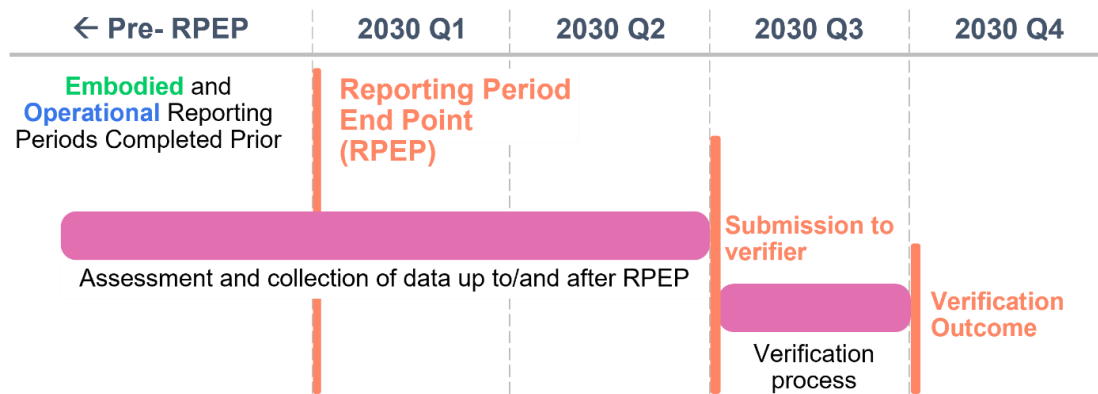 ← Pre- RPEP
2030 Q1
2030 Q2
2030 Q3
2030 Q4
Embodied and
Operational Reporting
Periods Completed Prior
Reporting Period
End Point
(RPEP)
Submission to
verifier
Assessment and collection of data up to/and after RPEP
Verification
Outcome
Verification
process